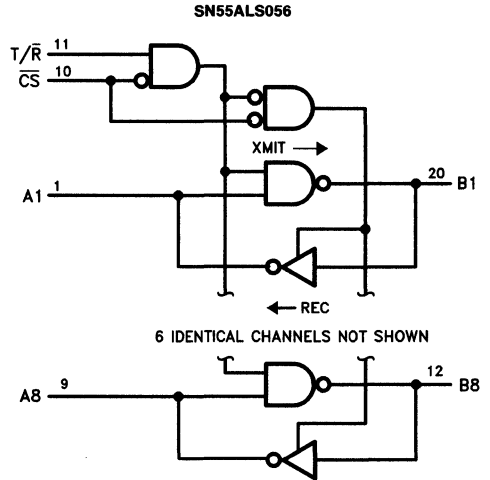 SN55ALS056
T/R̅ 11
C̅S̅ 10
XMIT →
A1 1
20 B1
← REC
6 IDENTICAL CHANNELS NOT SHOWN
A8 9
12 B8